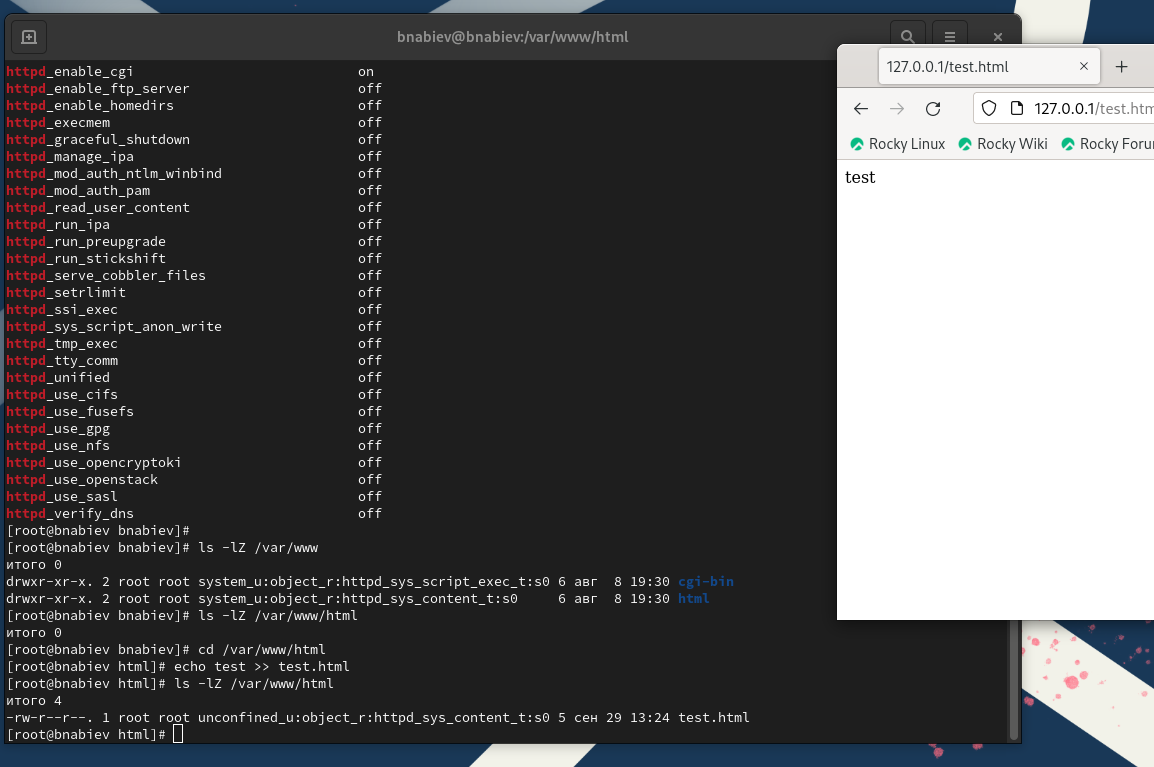 bnabiev@bnabiev:/var/www/html
httpd_enable_cgi on
httpd_enable_ftp_server off
httpd_enable_homedirs off
httpd_execmem off
httpd_graceful_shutdown off
httpd_manage_ipa off
httpd_mod_auth_ntlm_winbind off
httpd_mod_auth_pam off
httpd_read_user_content off
httpd_run_ipa off
httpd_run_preupgrade off
httpd_run_stickshift off
httpd_serve_cobbler_files off
httpd_setrlimit off
httpd_ssi_exec off
httpd_sys_script_anon_write off
httpd_tmp_exec off
httpd_tty_comm off
httpd_unified off
httpd_use_cifs off
httpd_use_fusefs off
httpd_use_gpg off
httpd_use_nfs off
httpd_use_opencryptoki off
httpd_use_openstack off
httpd_use_sasl off
httpd_verify_dns off
[root@bnabiev bnabiev]#
[root@bnabiev bnabiev]# ls -lZ /var/www
итого 0
drwxr-xr-x. 2 root root system_u:object_r:httpd_sys_script_exec_t:s0 6 авг  8 19:30 cgi-bin
drwxr-xr-x. 2 root root system_u:object_r:httpd_sys_content_t:s0     6 авг  8 19:30 html
[root@bnabiev bnabiev]# ls -lZ /var/www/html
итого 0
[root@bnabiev bnabiev]# cd /var/www/html
[root@bnabiev html]# echo test >> test.html
[root@bnabiev html]# ls -lZ /var/www/html
итого 4
-rw-r--r--. 1 root root unconfined_u:object_r:httpd_sys_content_t:s0 5 сен 29 13:24 test.html
[root@bnabiev html]#
127.0.0.1/test.html
127.0.0.1/test.htm
Rocky Linux Rocky Wiki Rocky Foru
test